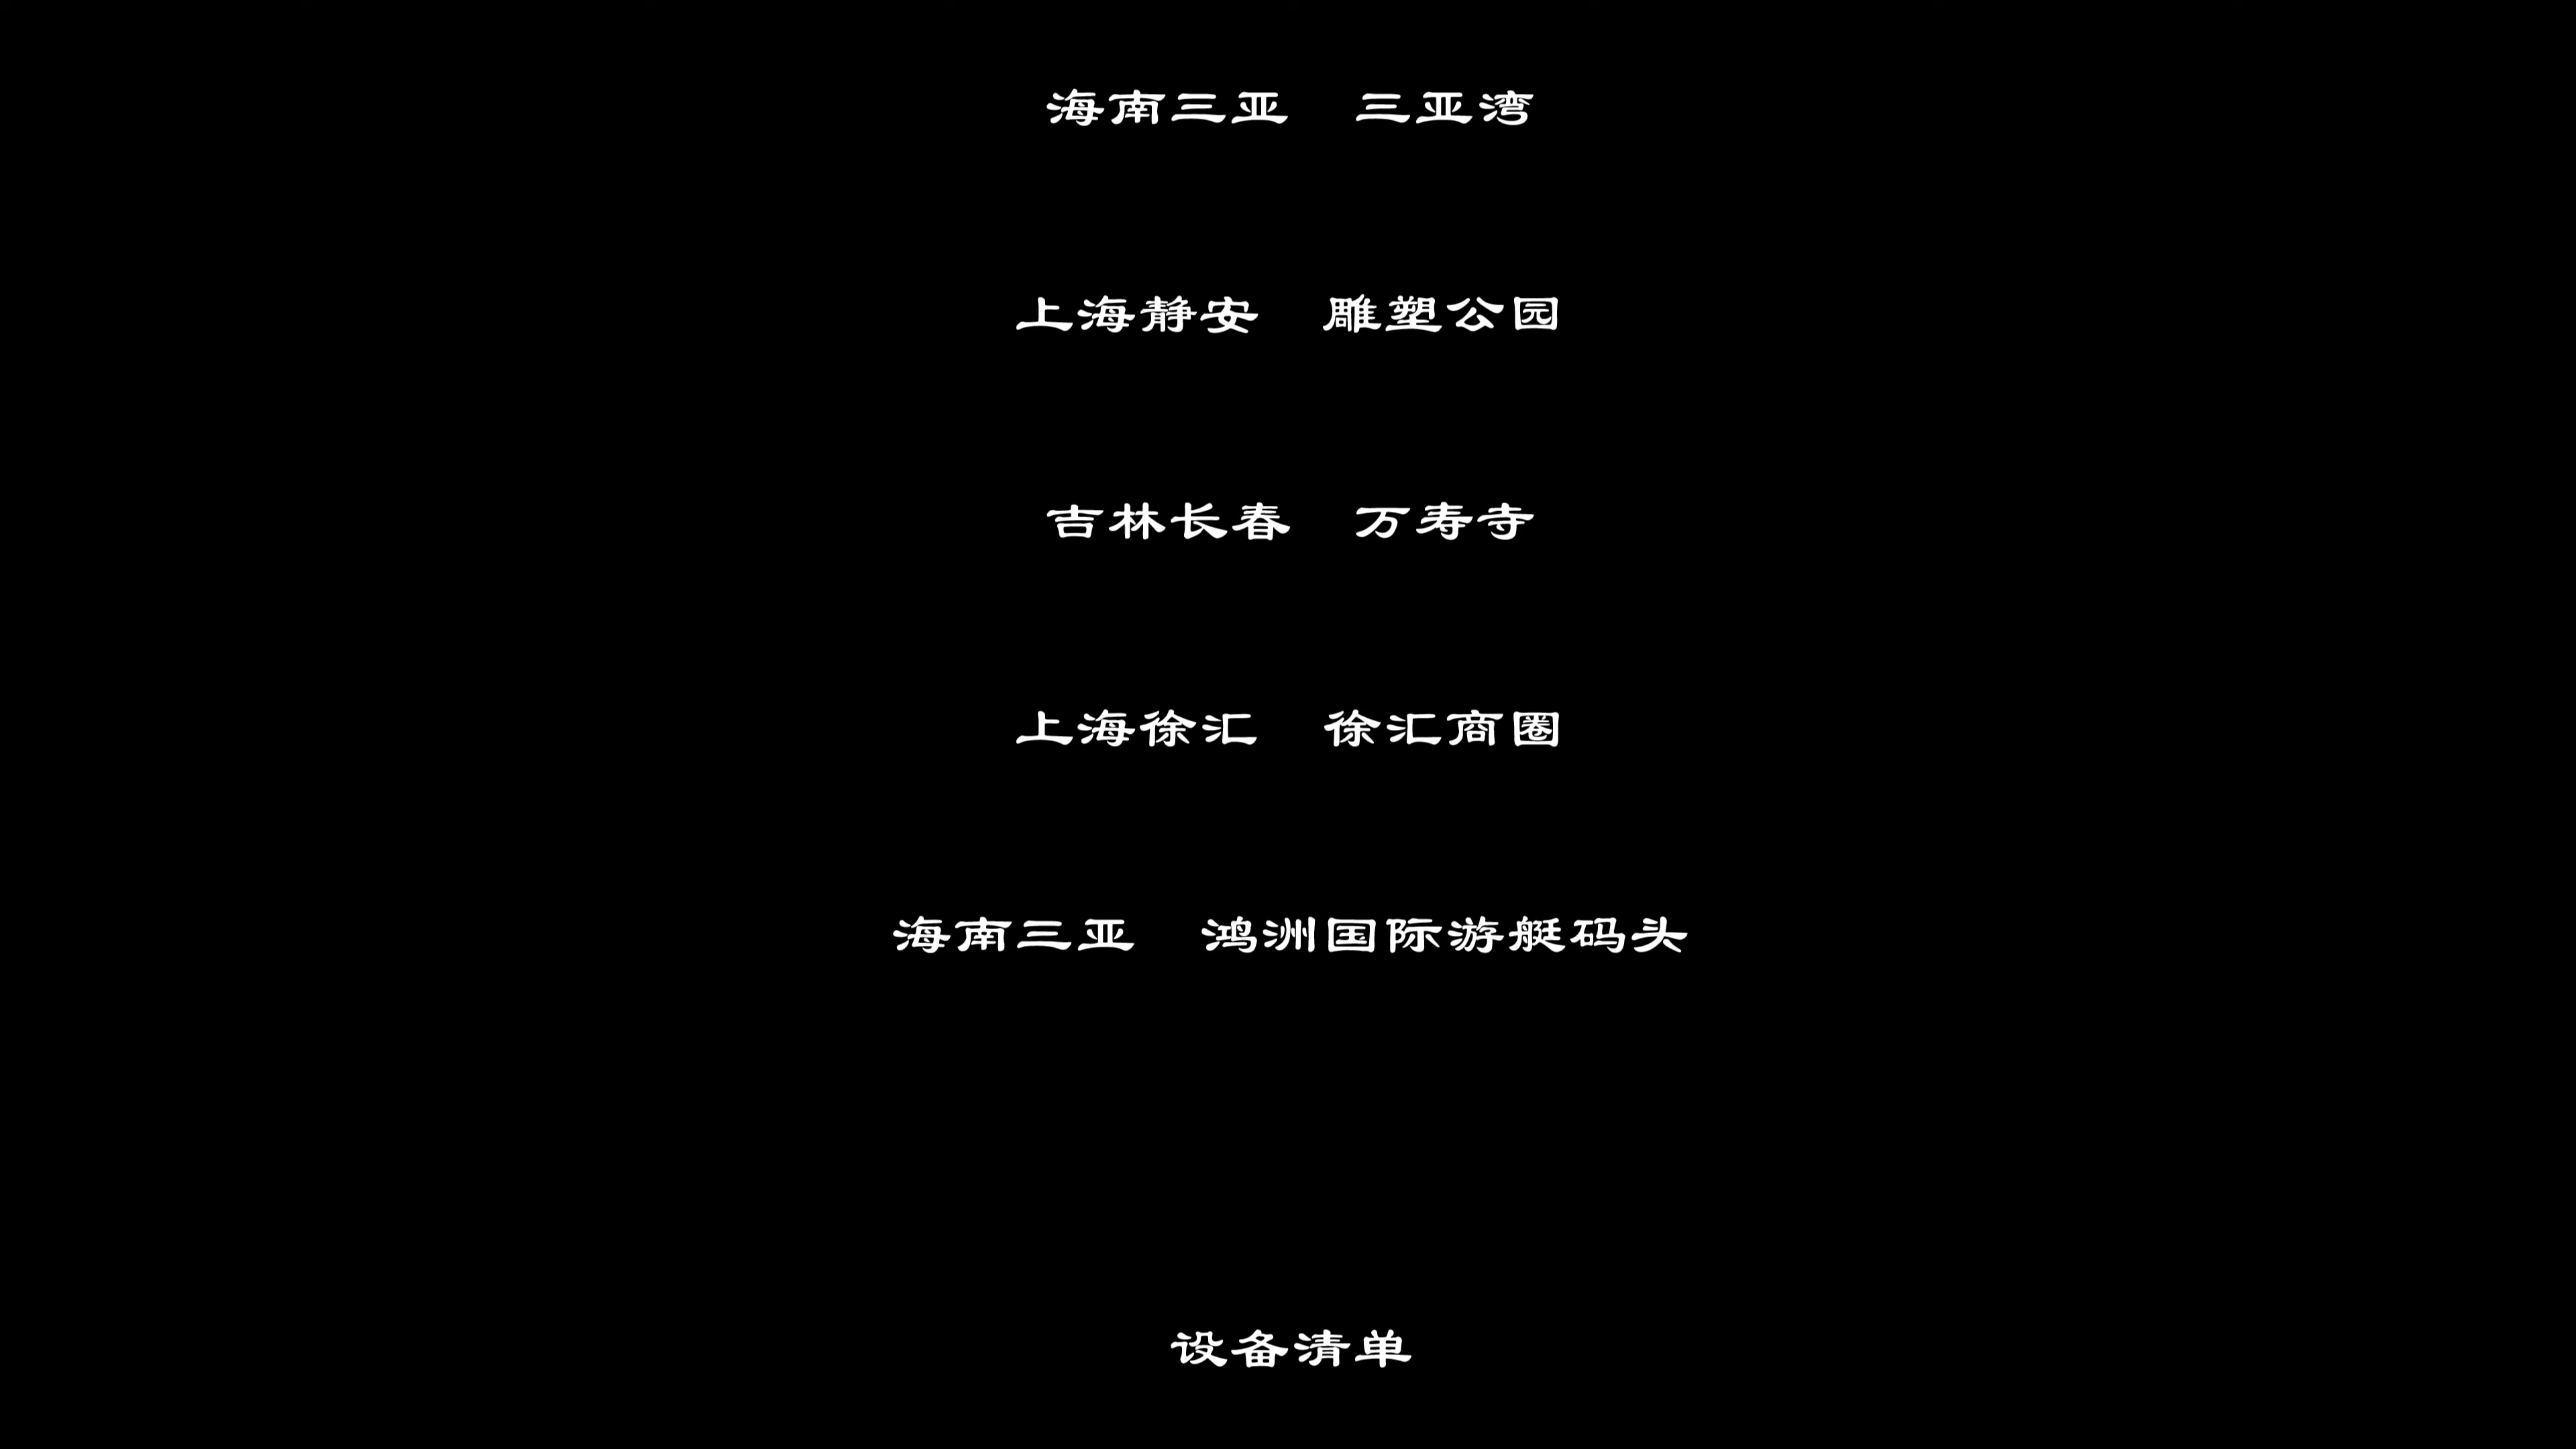 海南三亚 三亚湾
上海静安 雕塑公园
吉林长春 万寿寺
上海徐汇 徐汇商圈
海南三亚 鸿洲国际游艇码头
设备清单